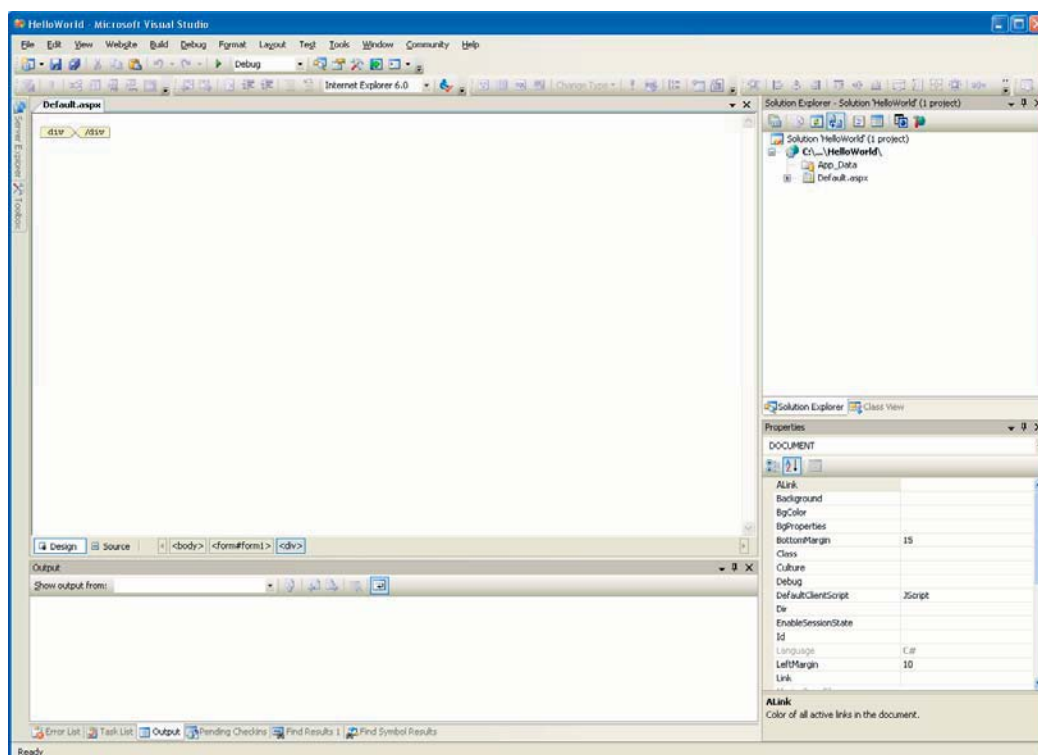 HelloWorld - Microsoft Visual Studio
File Edit View Website Build Debug Format Layout Test Tools Window Community Help
Debug
Internet Explorer 6.0 Change Type
Default.aspx
div /div
Server Explorer
Toolbox
Design Source <body> <form#form1> <div>
Output
Show output from:
Error List Task List Output Pending Checkins Find Results 1 Find Symbol Results
Ready
Solution Explorer - Solution 'HelloWorld' (1 project)
Solution 'HelloWorld' (1 project)
C:\...\HelloWorld\
App_Data
Default.aspx
Solution Explorer Class View
Properties
DOCUMENT
ALink
Background
BgColor
BgProperties
BottomMargin 15
Class
Culture
Debug
DefaultClientScript JScript
Dir
EnableSessionState
Id
Language C#
LeftMargin 10
Link
ALink
Color of all active links in the document.